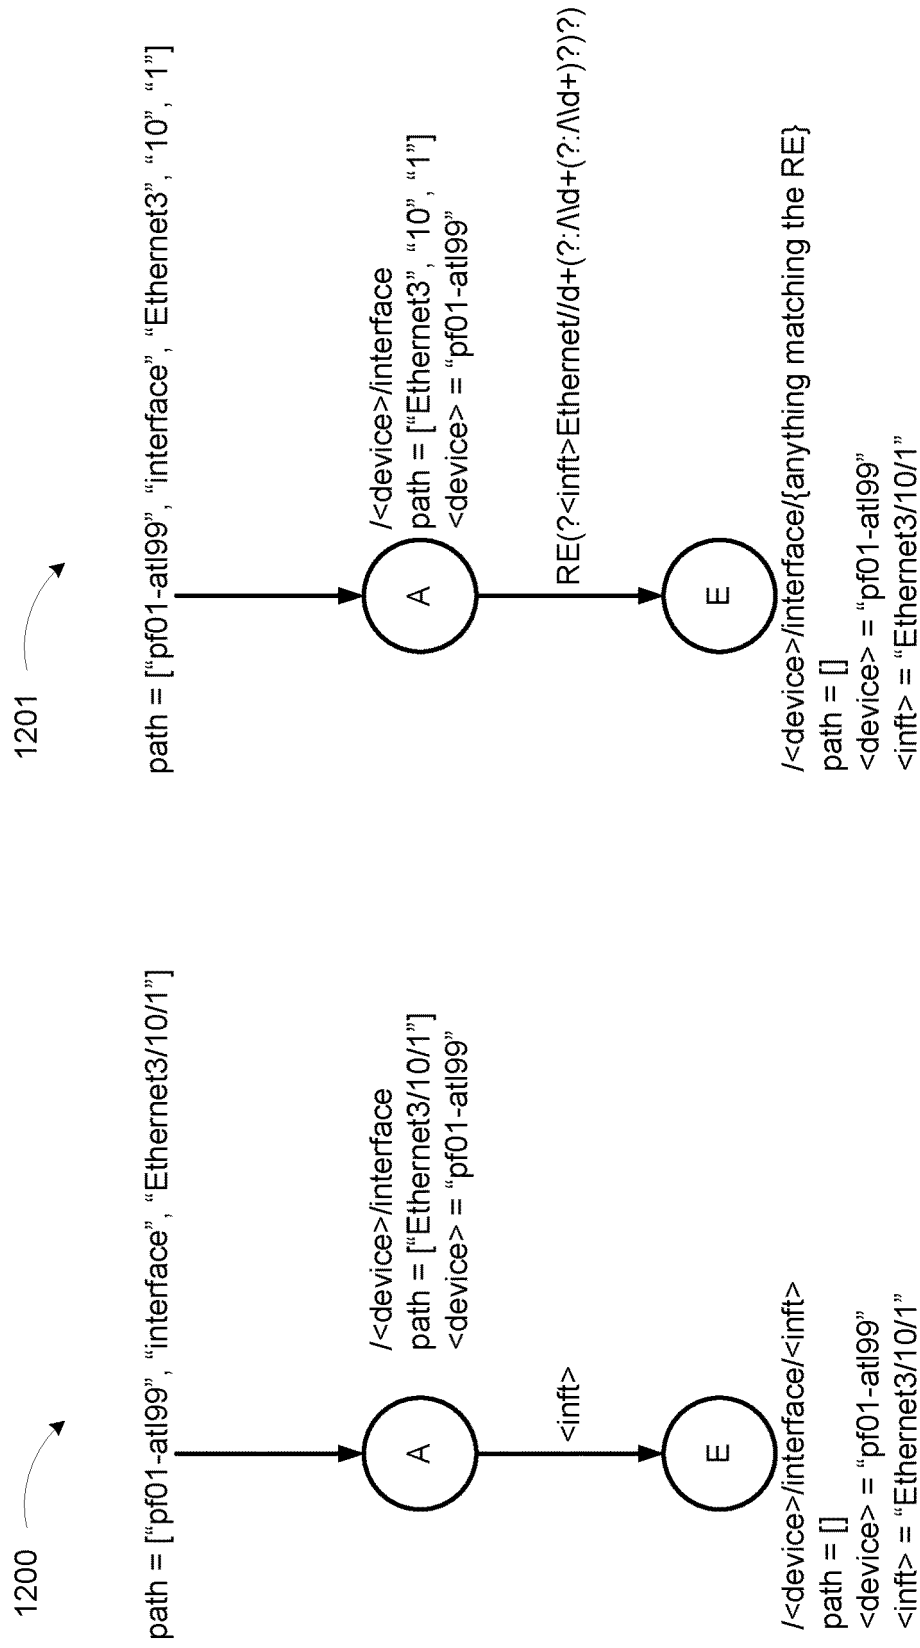 1200
path = [“pf01-atl99”, “interface”, “Ethernet3/10/1”]
/<device>/interface
path = [“Ethernet3/10/1”]
<device> = “pf01-atl99”
A
<inft>
E
/<device>/interface/<inft>
path = []
<device> = “pf01-atl99”
<inft> = “Ethernet3/10/1”
1201
path = [“pf01-atl99”, “interface”, “Ethernet3”, “10”, “1”]
/<device>/interface
path = [“Ethernet3”, “10”, “1”]
<device> = “pf01-atl99”
A
RE(?<inft>Ethernet//d+(?:/\\d+(?:/\\d+)?)?)
E
/<device>/interface/{anything matching the RE}
path = []
<device> = “pf01-atl99”
<inft> = “Ethernet3/10/1”